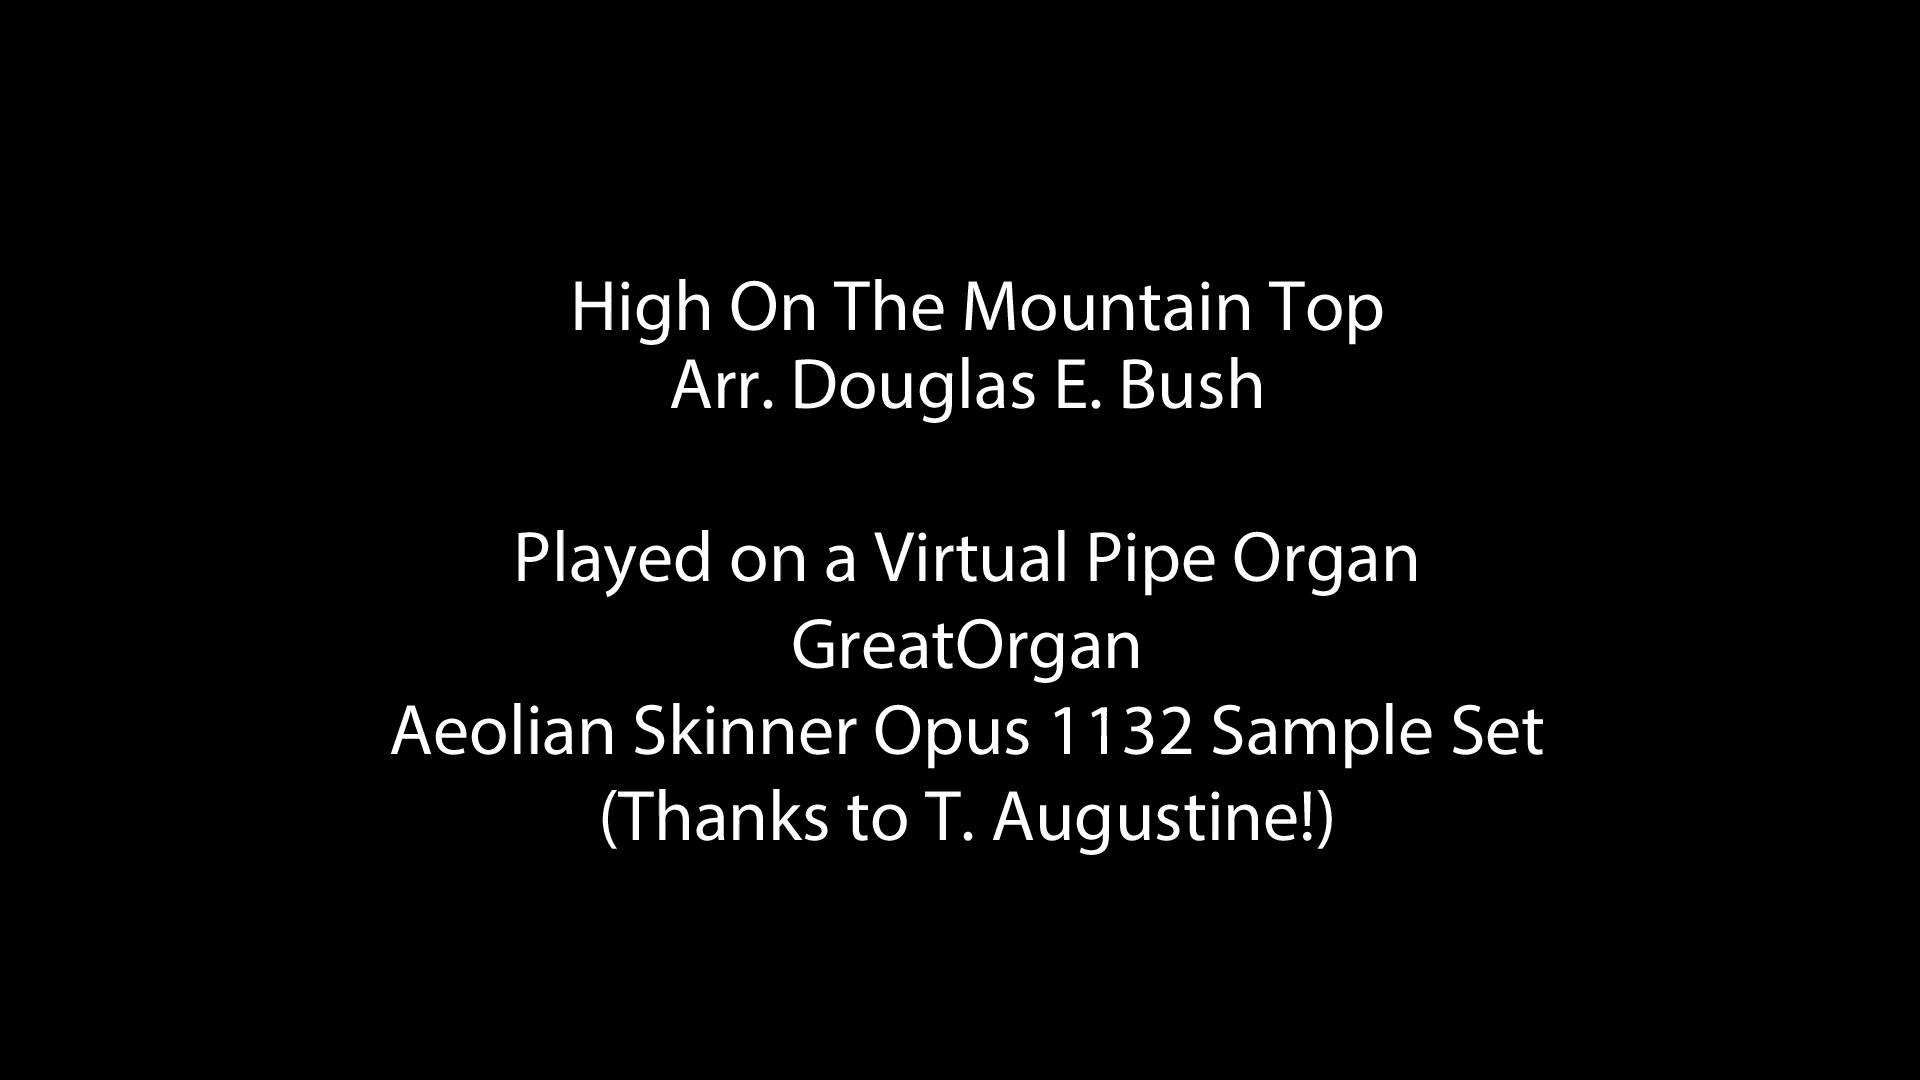 High On The Mountain Top
Arr. Douglas E. Bush
Played on a Virtual Pipe Organ
GreatOrgan
Aeolian Skinner Opus 1132 Sample Set
(Thanks to T. Augustine!)